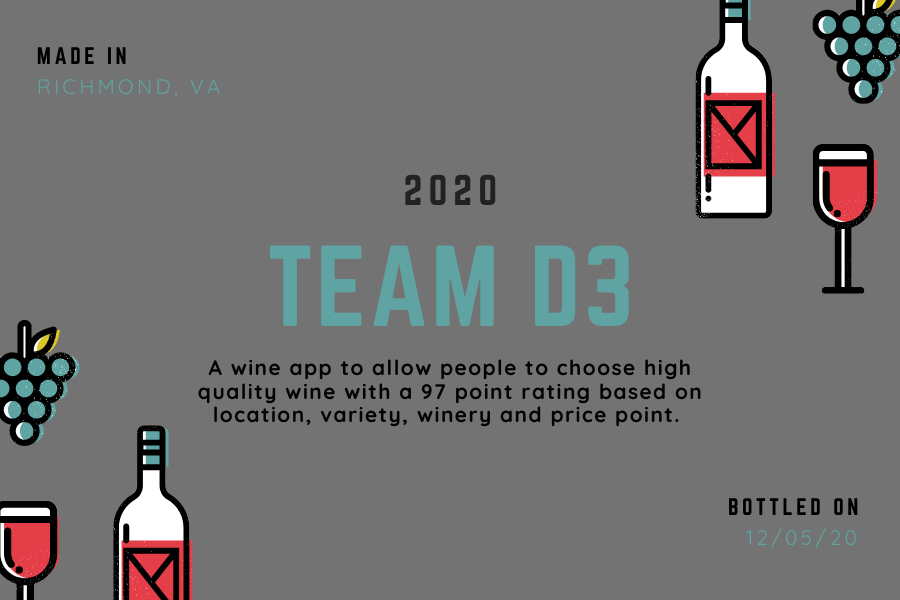 MADE IN
RICHMOND, VA
2020
TEAM D3
A wine app to allow people to choose high
quality wine with a 97 point rating based on
location, variety, winery and price point.
BOTTLED ON
12/05/20